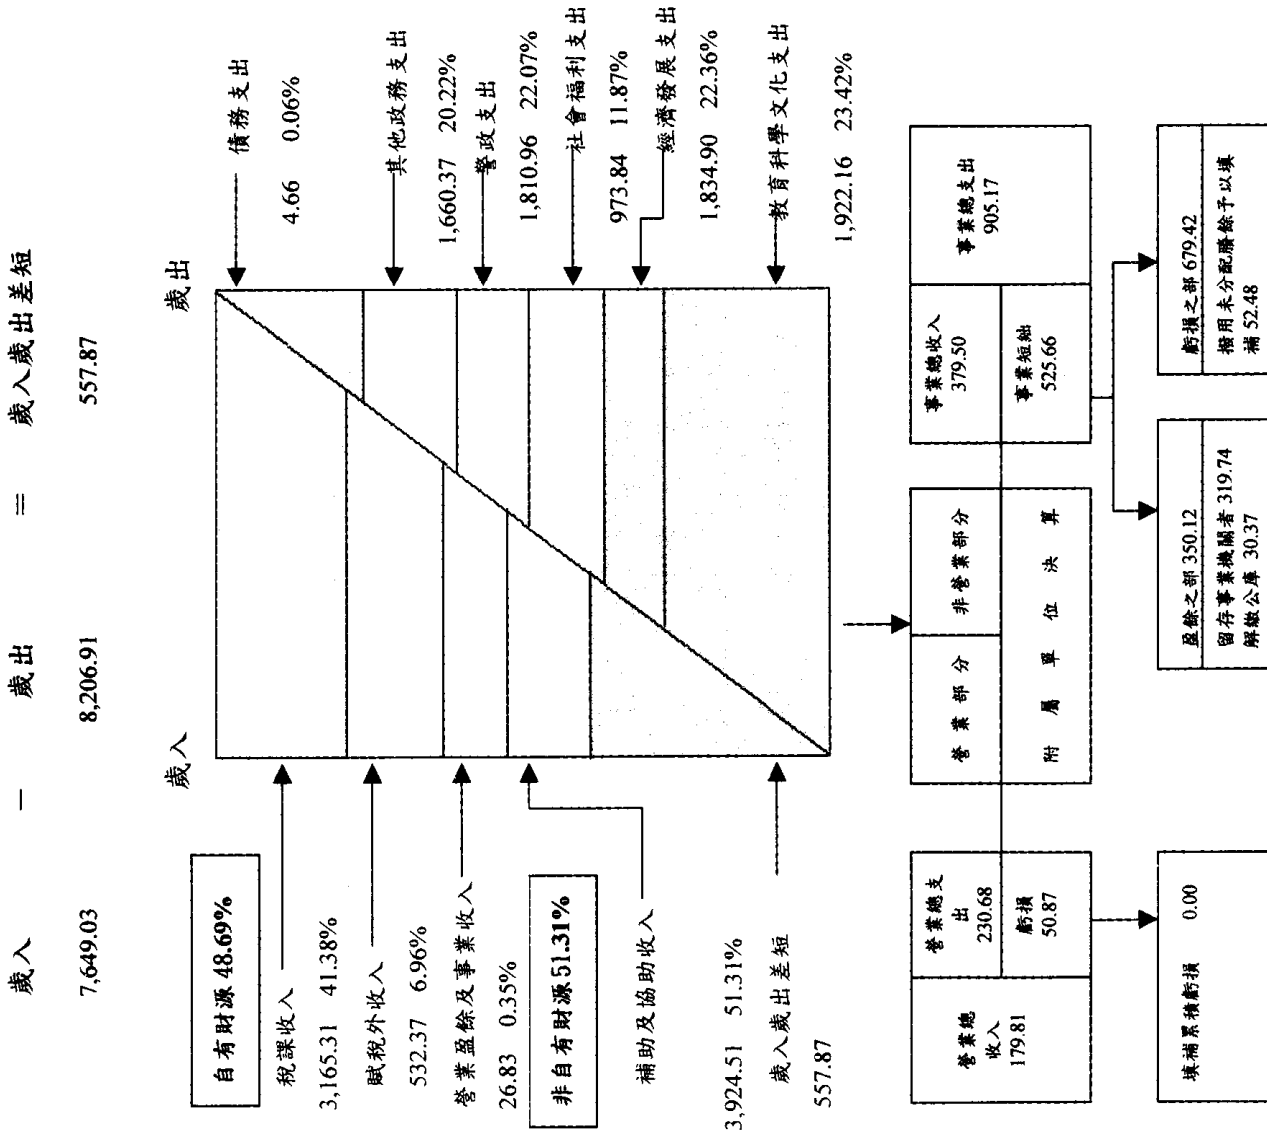 歲入 － 歲出 ＝ 歲入歲出差短
7,649.03 8,206.91 557.87
歲入
歲出
自有財源 48.69%
稅課收入
3,165.31 41.38%
賦稅外收入
532.37 6.96%
營業盈餘及事業收入
26.83 0.35%
非自有財源 51.31%
補助及協助收入
3,924.51 51.31%
歲入歲出差短
557.87
債務支出
4.66 0.06%
其他政務支出
1,660.37 20.22%
警政支出
1,810.96 22.07%
社會福利支出
973.84 11.87%
經濟發展支出
1,834.90 22.36%
教育科學文化支出
1,922.16 23.42%
營業總
收入
179.81
營業總支
出
230.68
虧損
50.87
營業部分
非營業部分
附屬單位決算
事業總收入
379.50
事業短絀
525.66
事業總支出
905.17
填補累積虧損 0.00
盈餘之部 350.12
留存事業機關者 319.74
解繳公庫 30.37
虧損之部 679.42
撥用未分配賸餘予以填
補 52.48